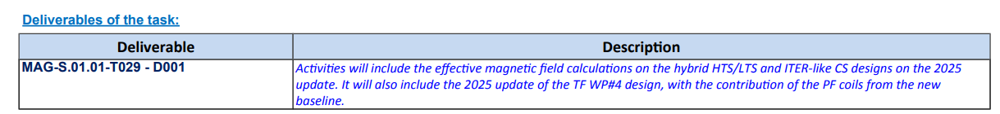 Deliverables of the task:
Deliverable Description
MAG-S.01.01-T029 - D001 Activities will include the effective magnetic field calculations on the hybrid HTS/LTS and ITER-like CS designs on the 2025
update. It will also include the 2025 update of the TF WP#4 design, with the contribution of the PF coils from the new
baseline.